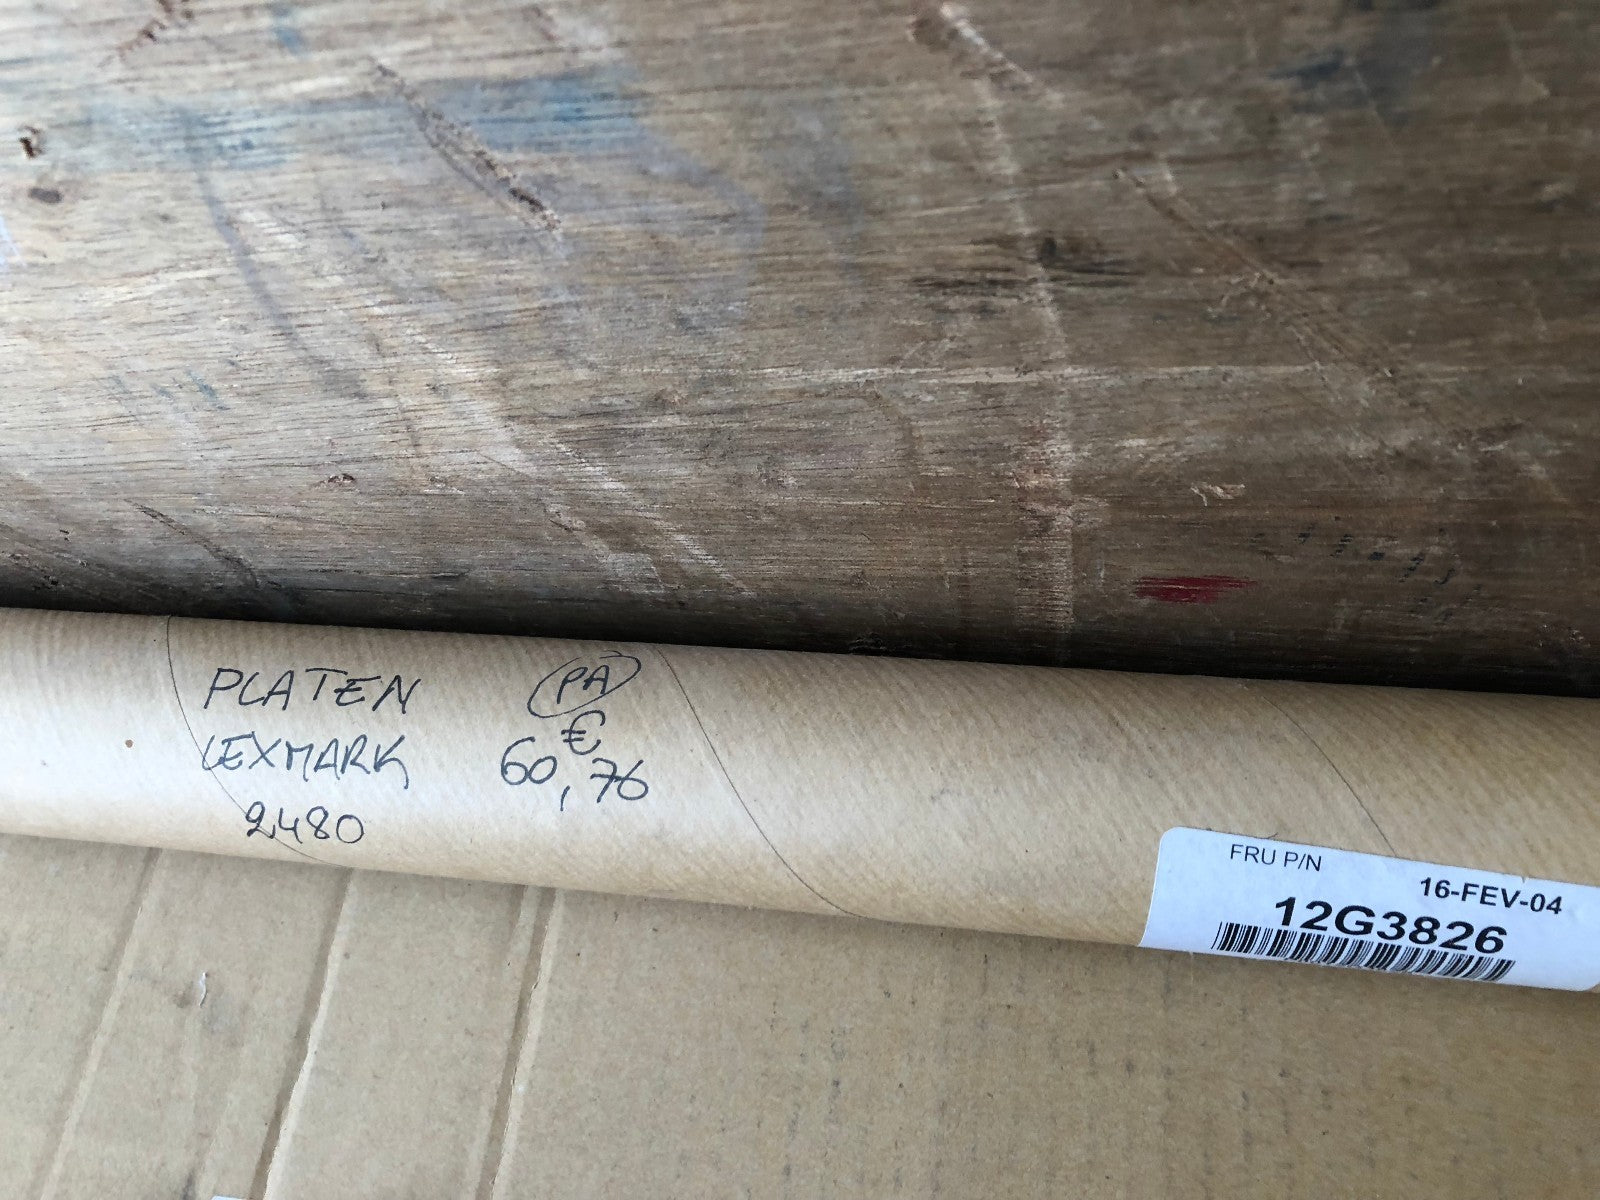 PLATEN
LEXMARK
2480
PA
€
60,76
FRU P/N
16-FEV-04
12G3826